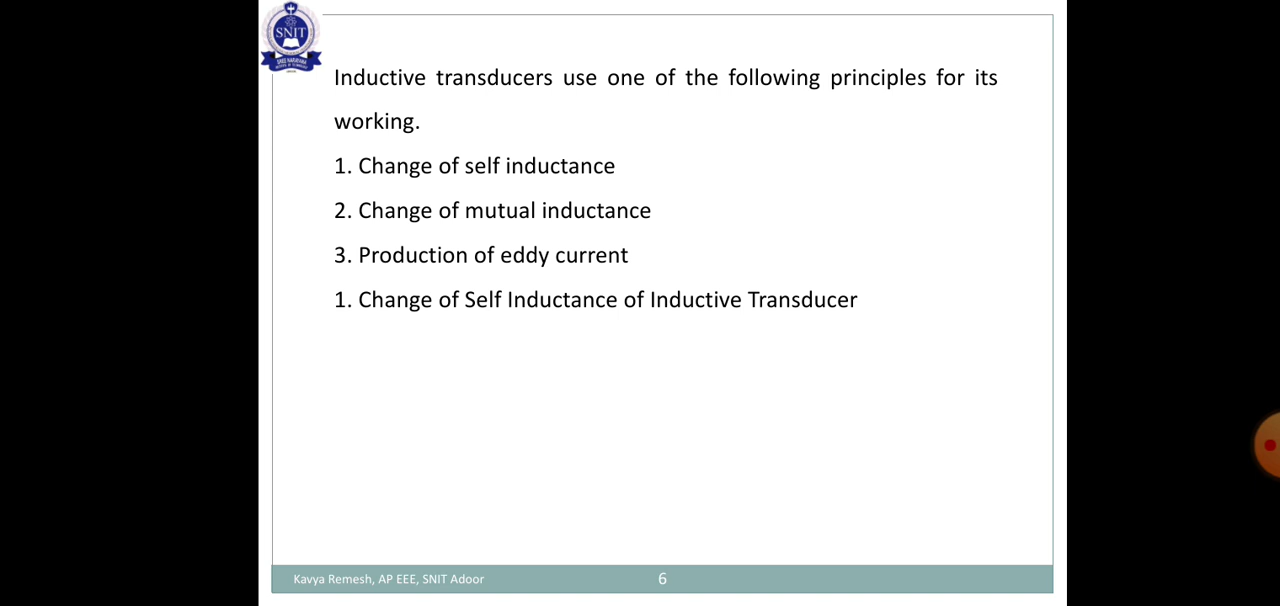 SNIT
Inductive transducers use one of the following principles for its
working.
1. Change of self inductance
2. Change of mutual inductance
3. Production of eddy current
1. Change of Self Inductance of Inductive Transducer
Kavya Remesh, AP EEE, SNIT Adoor
6